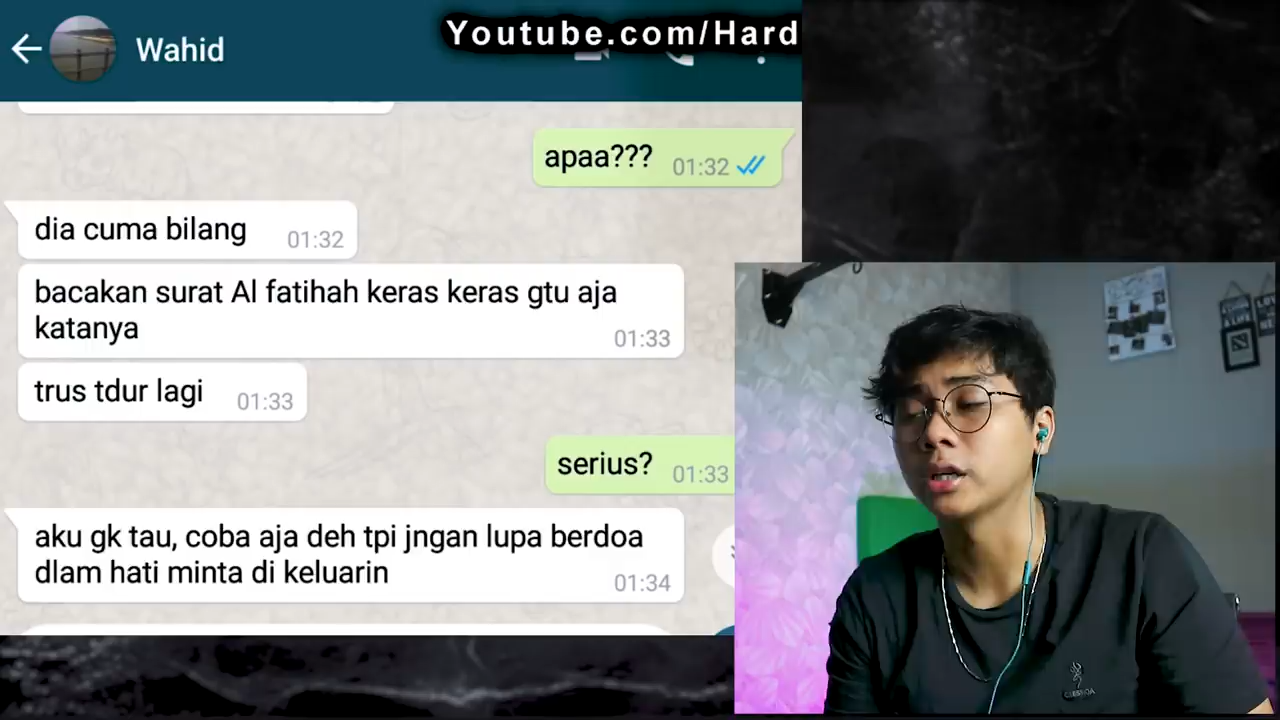 Youtube.com/Hard
Wahid
apaa??? 01:32
dia cuma bilang 01:32
bacakan surat Al fatihah keras keras gtu aja
katanya 01:33
trus tdur lagi 01:33
serius? 01:33
aku gk tau, coba aja deh tpi jngan lupa berdoa
dlam hati minta di keluarin 01:34